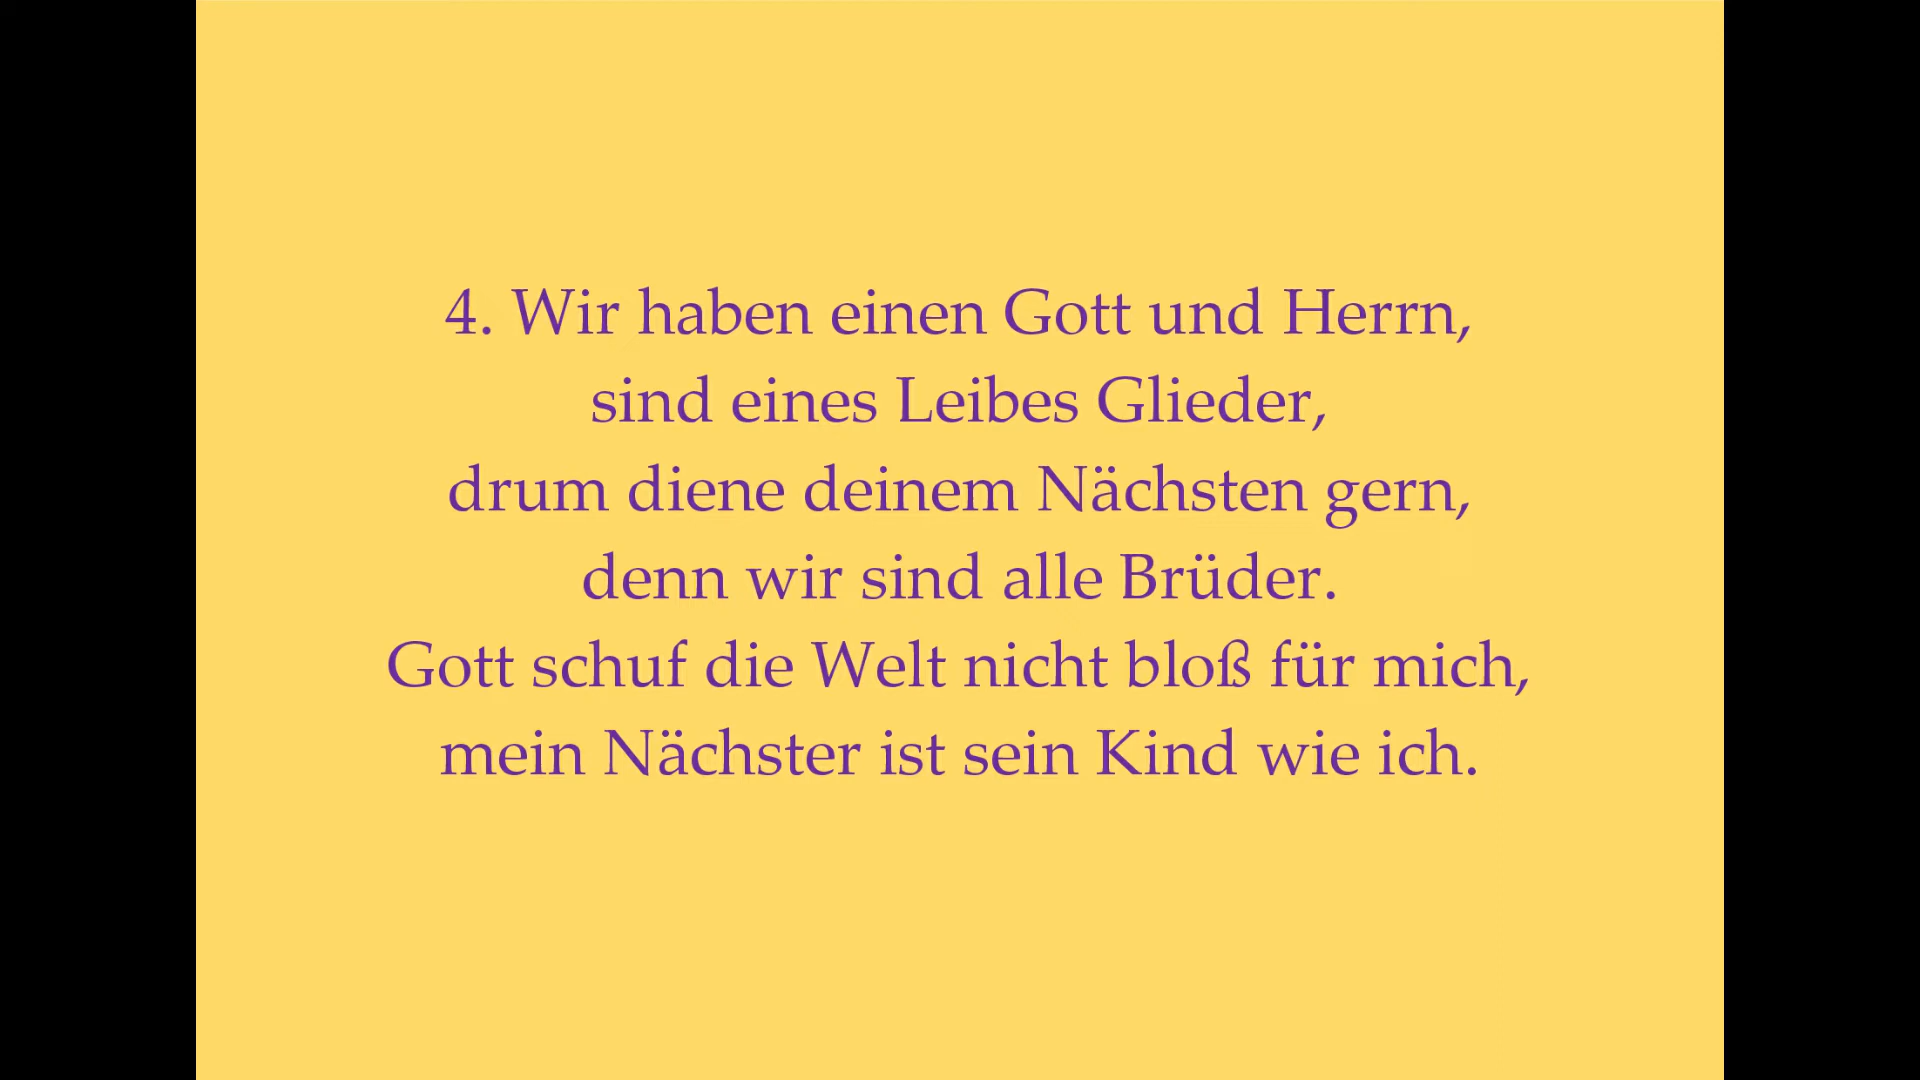 4. Wir haben einen Gott und Herrn,
sind eines Leibes Glieder,
drum diene deinem Nächsten gern,
denn wir sind alle Brüder.
Gott schuf die Welt nicht bloß für mich,
mein Nächster ist sein Kind wie ich.